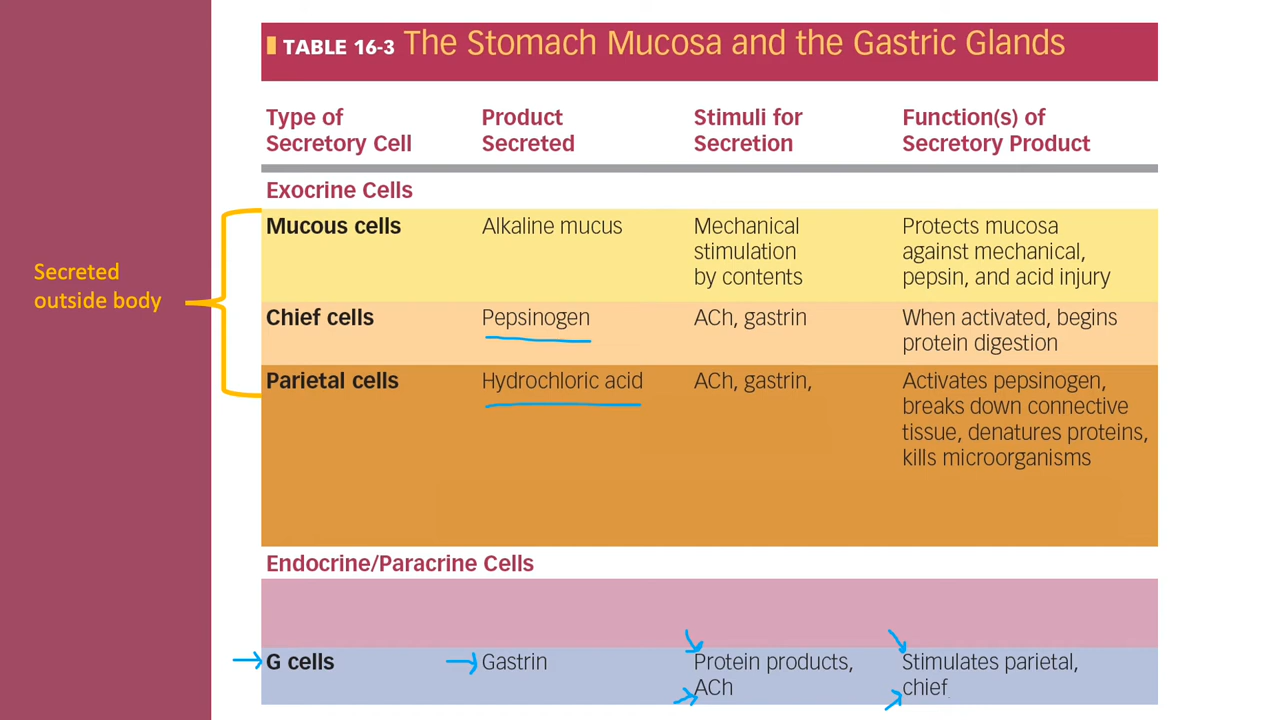 TABLE 16-3 The Stomach Mucosa and the Gastric Glands
Type of
Secretory Cell
Product
Secreted
Stimuli for
Secretion
Function(s) of
Secretory Product
Exocrine Cells
Secreted
outside body
Mucous cells
Alkaline mucus
Mechanical
stimulation
by contents
Protects mucosa
against mechanical,
pepsin, and acid injury
Chief cells
Pepsinogen
ACh, gastrin
When activated, begins
protein digestion
Parietal cells
Hydrochloric acid
ACh, gastrin,
Activates pepsinogen,
breaks down connective
tissue, denatures proteins,
kills microorganisms
Endocrine/Paracrine Cells
G cells
Gastrin
Protein products,
ACh
Stimulates parietal,
chief